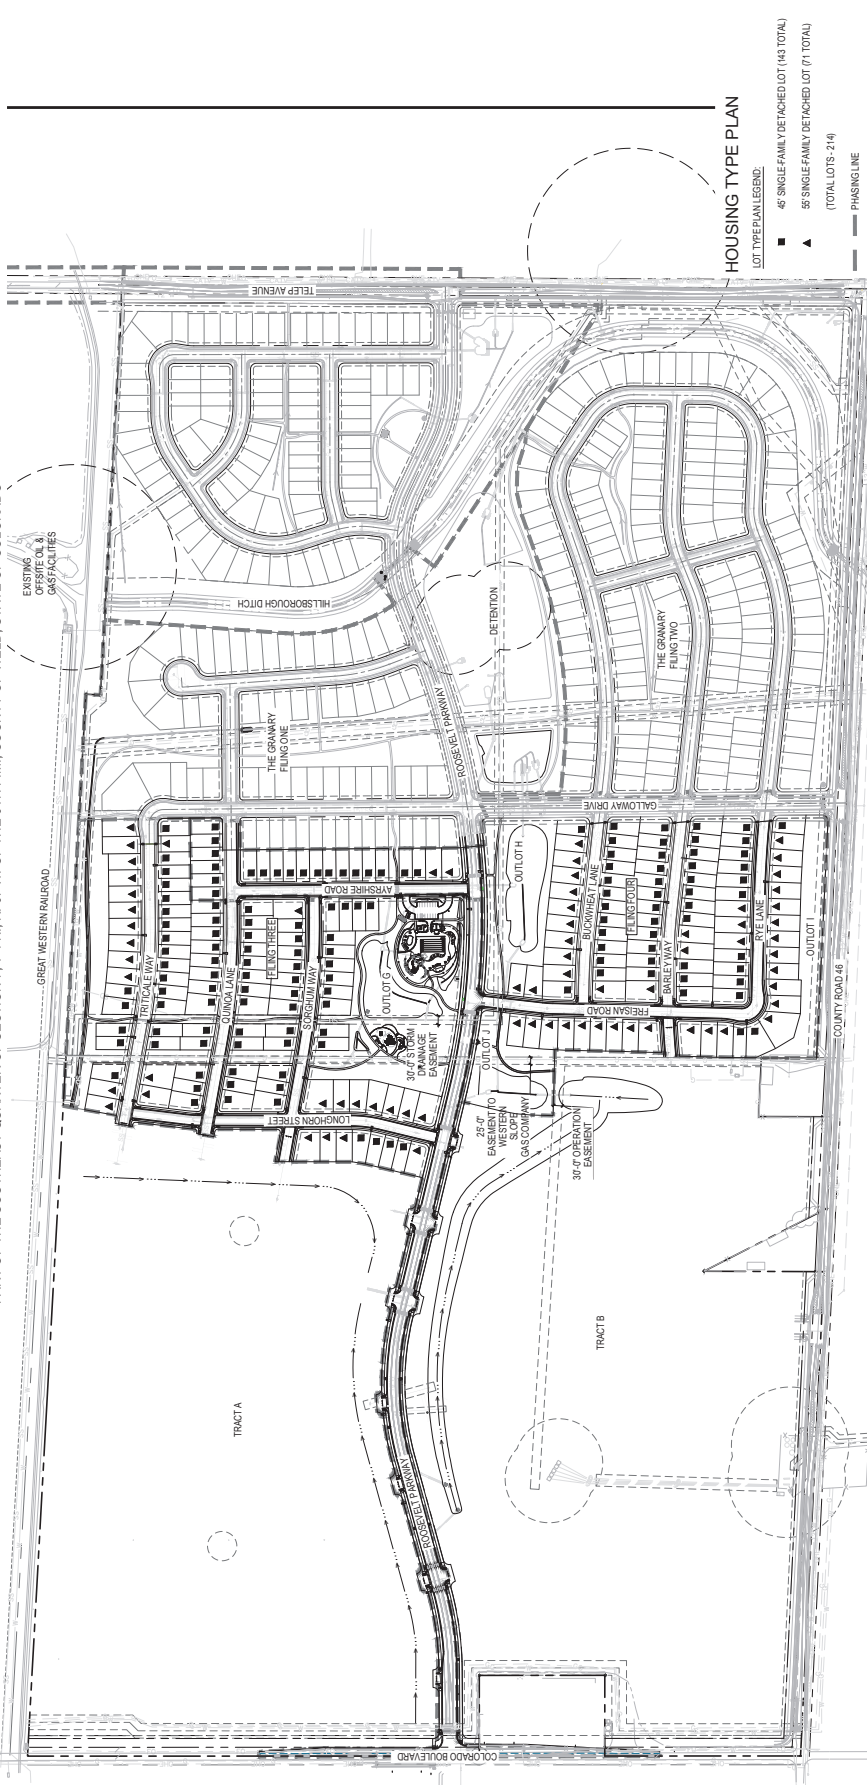 HOUSING TYPE PLAN
LOT TYPE PLAN LEGEND:
45' SINGLE-FAMILY DETACHED LOT (143 TOTAL)
55' SINGLE-FAMILY DETACHED LOT (71 TOTAL)
(TOTAL LOTS - 214)
PHASING LINE
TELEP AVENUE
EXISTING
OFFSITE OIL &
GAS FACILITIES
HILLSBOROUGH DITCH
DETENTION
THE GRANARY
FILING TWO
THE GRANARY
FILING ONE
ROOSEVELT PARKWAY
GALLOWAY DRIVE
GREAT WESTERN RAILROAD
AYRSHIRE ROAD
OUTLOT H
BUCKWHEAT LANE
FILING FOUR
BARLEY WAY
RYE LANE
OUTLOT I
COUNTY ROAD 46
TRITICALE WAY
QUINOA LANE
FILING THREE
SORGHUM WAY
OUTLOT G
FREISAN ROAD
30'-0" STORM
DRAINAGE
EASEMENT
OUTLOT J
LONGHORN STREET
25'-0"
EASEMENT TO
WESTERN
SLOPE
GAS COMPANY
30'-0" OPERATION
EASEMENT
TRACT A
TRACT B
ROOSEVELT PARKWAY
COLORADO BOULEVARD